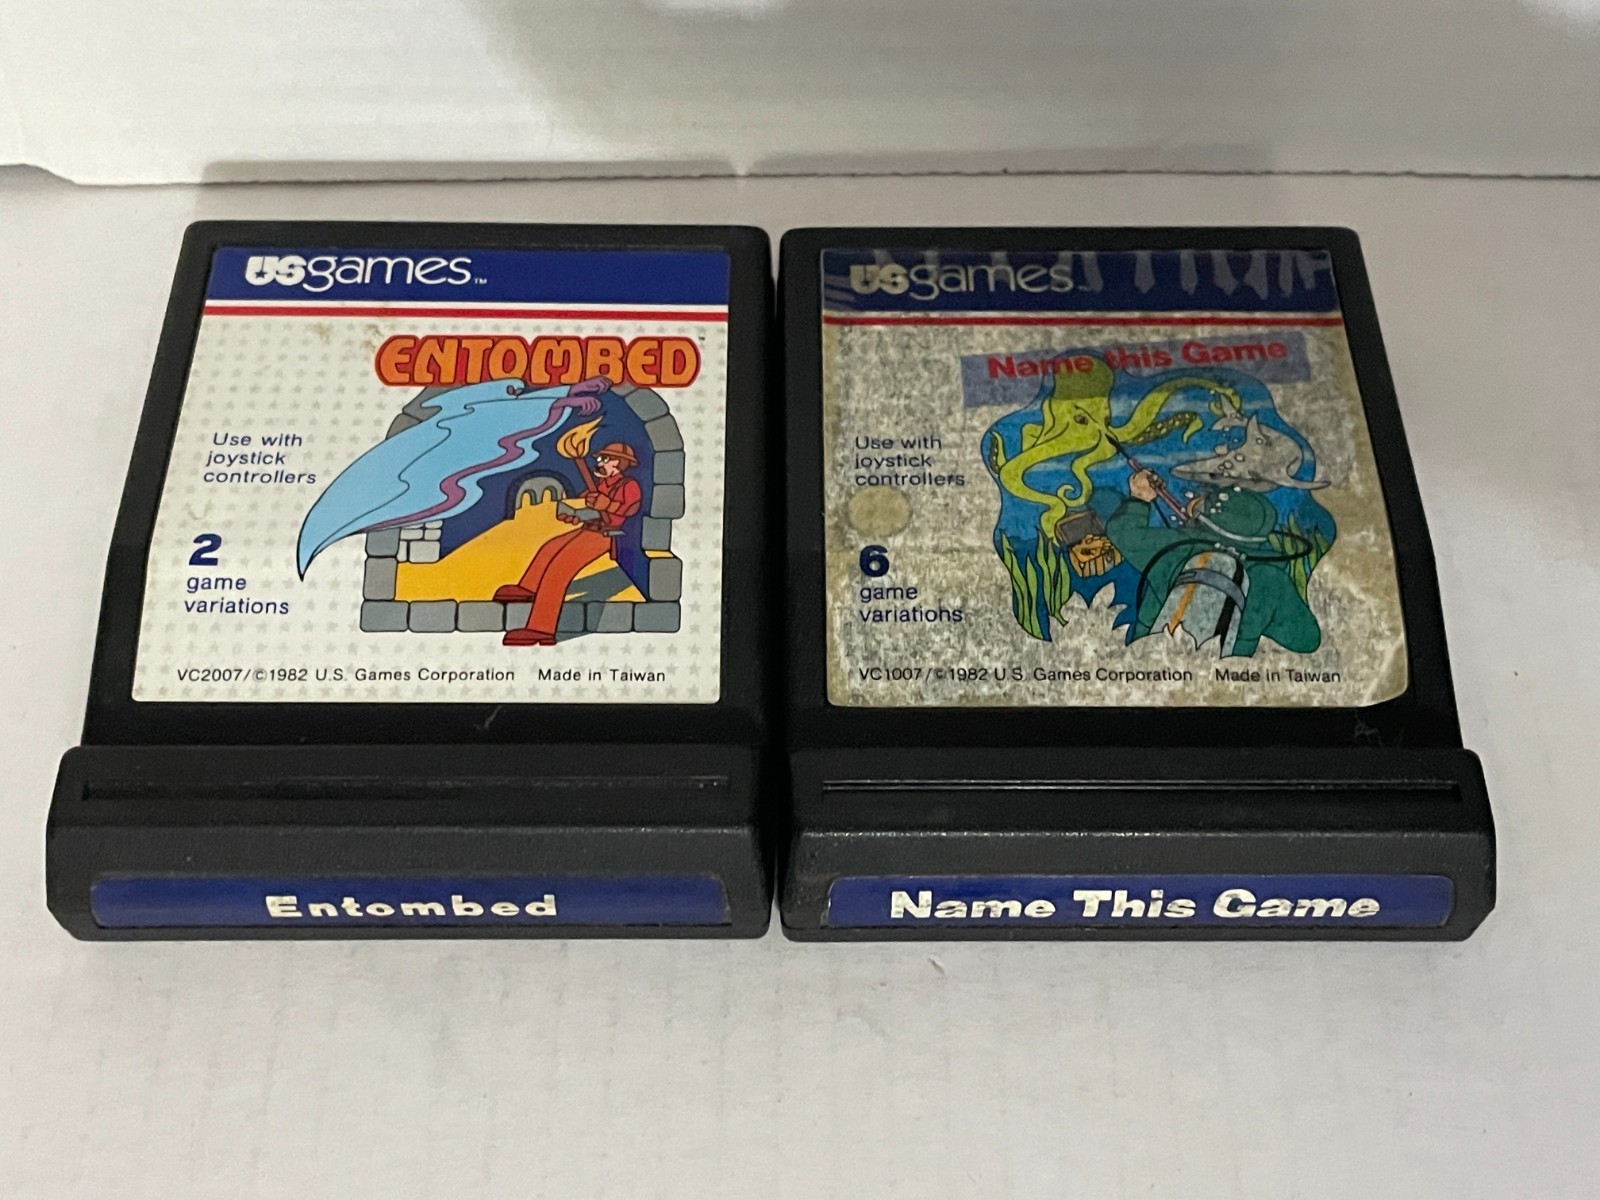 USgames™
ENTOMBED™
Use with
joystick
controllers
2
game
variations
VC2007/©1982 U.S. Games Corporation Made in Taiwan
Entombed
USgames
Name this Game
Use with
joystick
controllers
6
game
variations
VC1007/©1982 U.S. Games Corporation Made in Taiwan
Name This Game